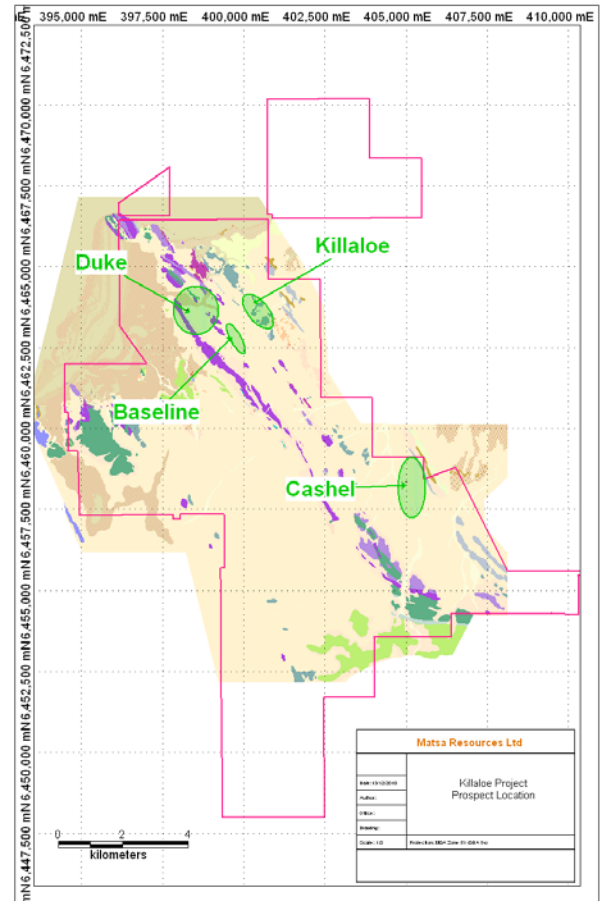 395,000 mE 397,500 mE 400,000 mE 402,500 mE 405,000 mE 407,500 mE 410,000 mE
6,472,500 mN
6,470,000 mN
6,467,500 mN
6,465,000 mN
6,462,500 mN
6,460,000 mN
6,457,500 mN
6,455,000 mN
6,452,500 mN
6,450,000 mN
6,447,500 mN
Killaloe
Duke
Baseline
Cashel
0 2 4
kilometers
Matsa Resources Ltd
Killaloe Project
Prospect Location
Author:
Office:
Drawing: